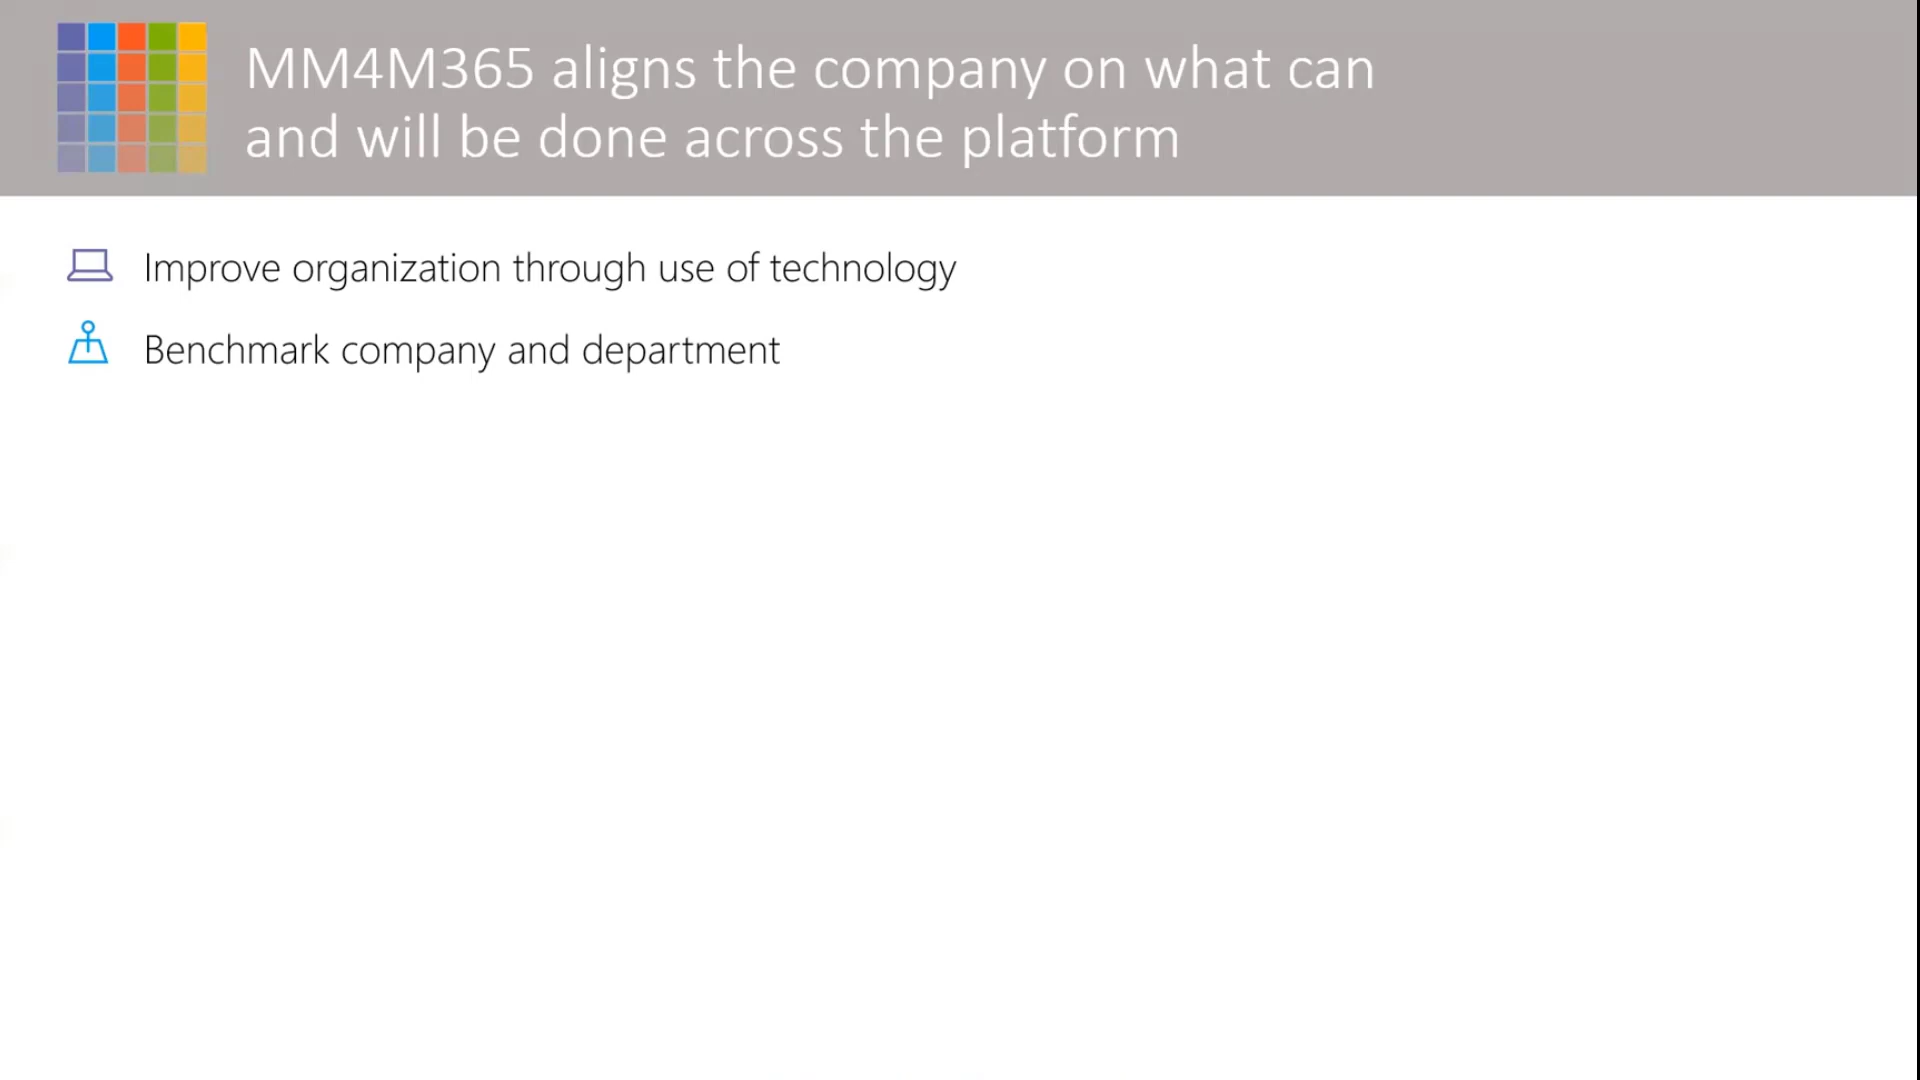 MM4M365 aligns the company on what can
and will be done across the platform
Improve organization through use of technology
Benchmark company and department